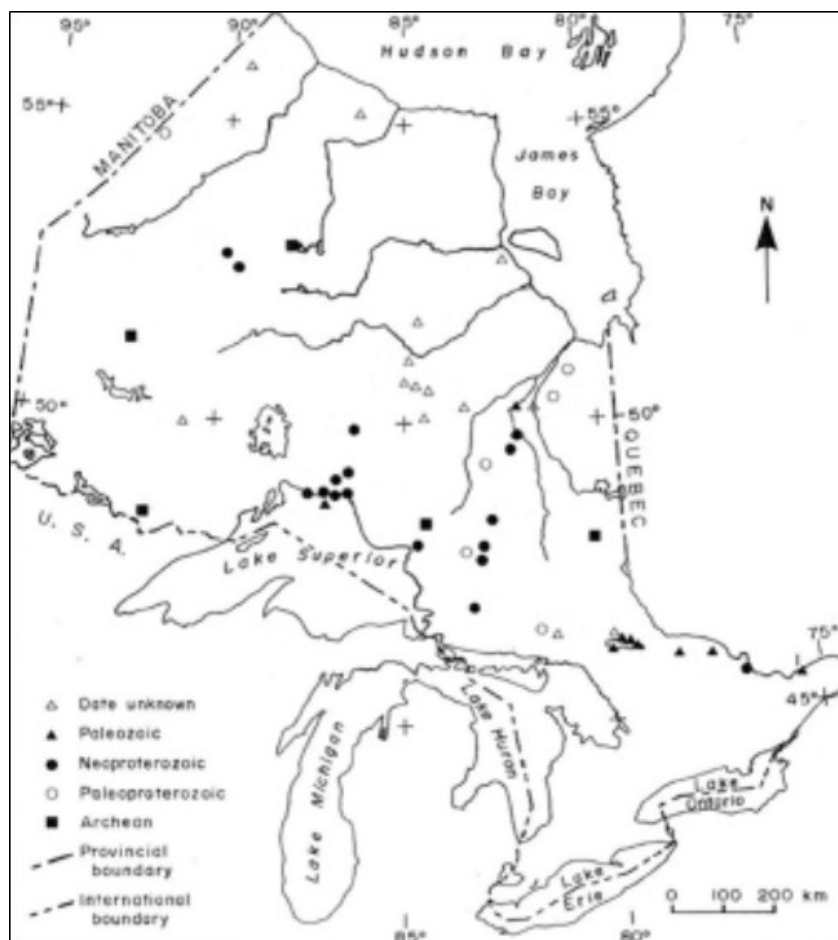 95°
90°
85°
80°
75°
Hudson Bay
55°
55°
MANITOBA
James
Bay
N
50°
50°
QUEBEC
U. S. A.
Lake Superior
75°
45°
Lake Huron
Lake Michigan
Lake
Ontario
Lake
Erie
85°
80°
Date unknown
Paleozoic
Neoproterozoic
Paleoproterozoic
Archean
Provincial
boundary
International
boundary
0 100 200 km